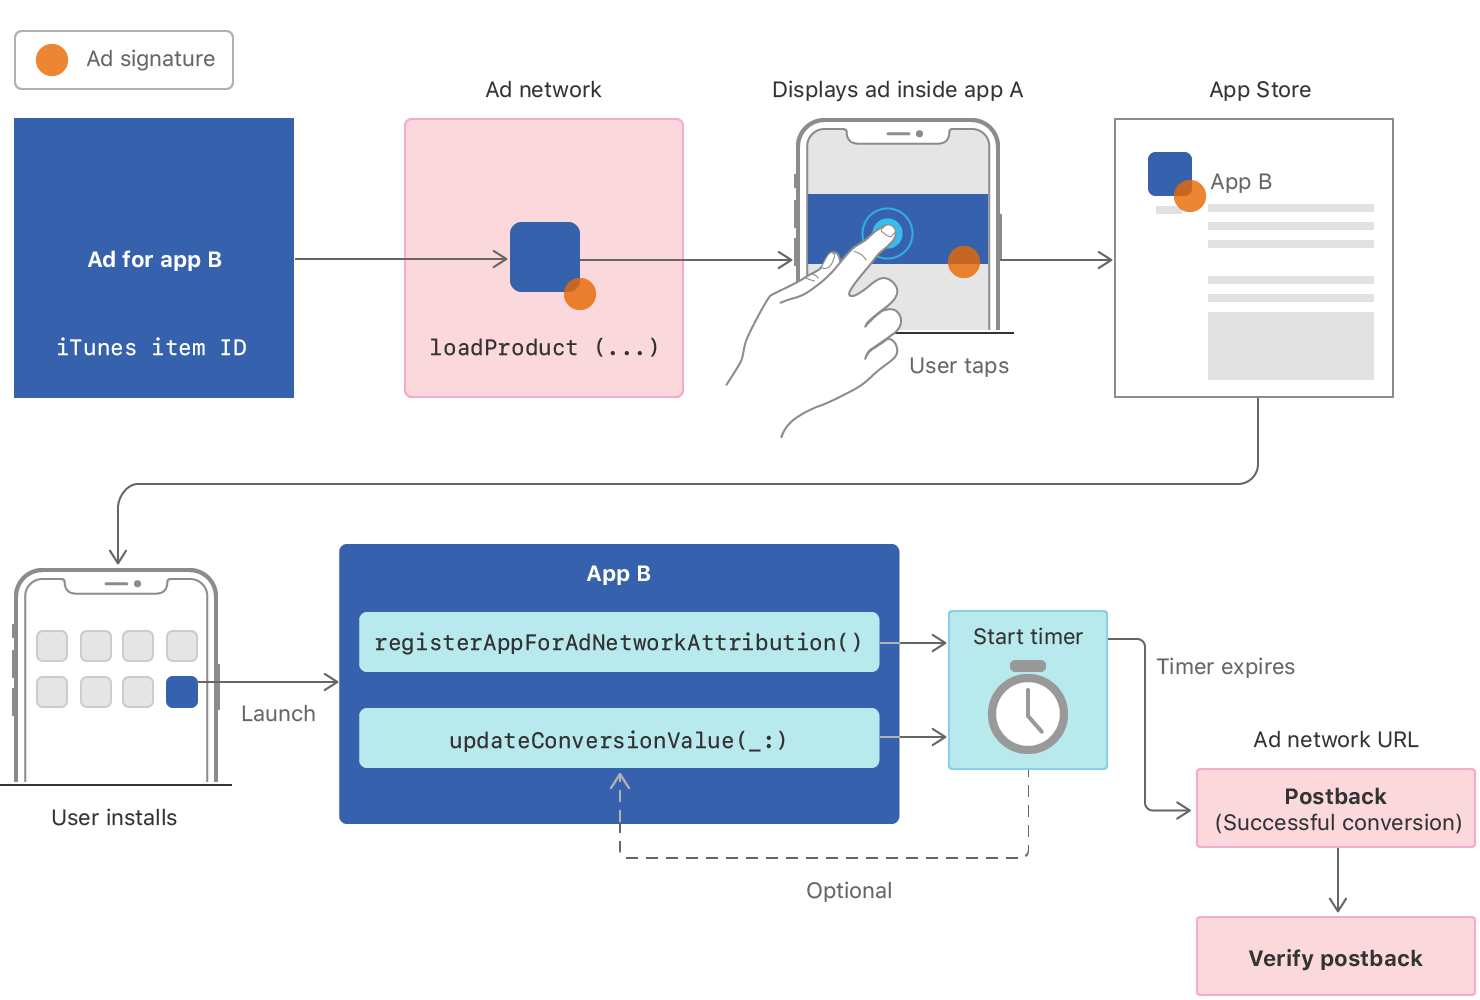 Ad signature
Ad network
Displays ad inside app A
App Store
Ad for app B
iTunes item ID
loadProduct (...)
User taps
App B
App B
registerAppForAdNetworkAttribution()
updateConversionValue(_:)
Launch
User installs
Start timer
Timer expires
Optional
Ad network URL
Postback
(Successful conversion)
Verify postback